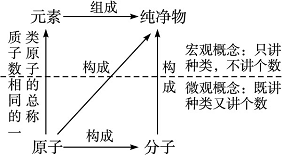 组成
元素 纯净物
质子数相同的一
类原子的总称
构成
构成
宏观概念：只讲
种类，不讲个数
微观概念：既讲
种类又讲个数
构成
原子 分子